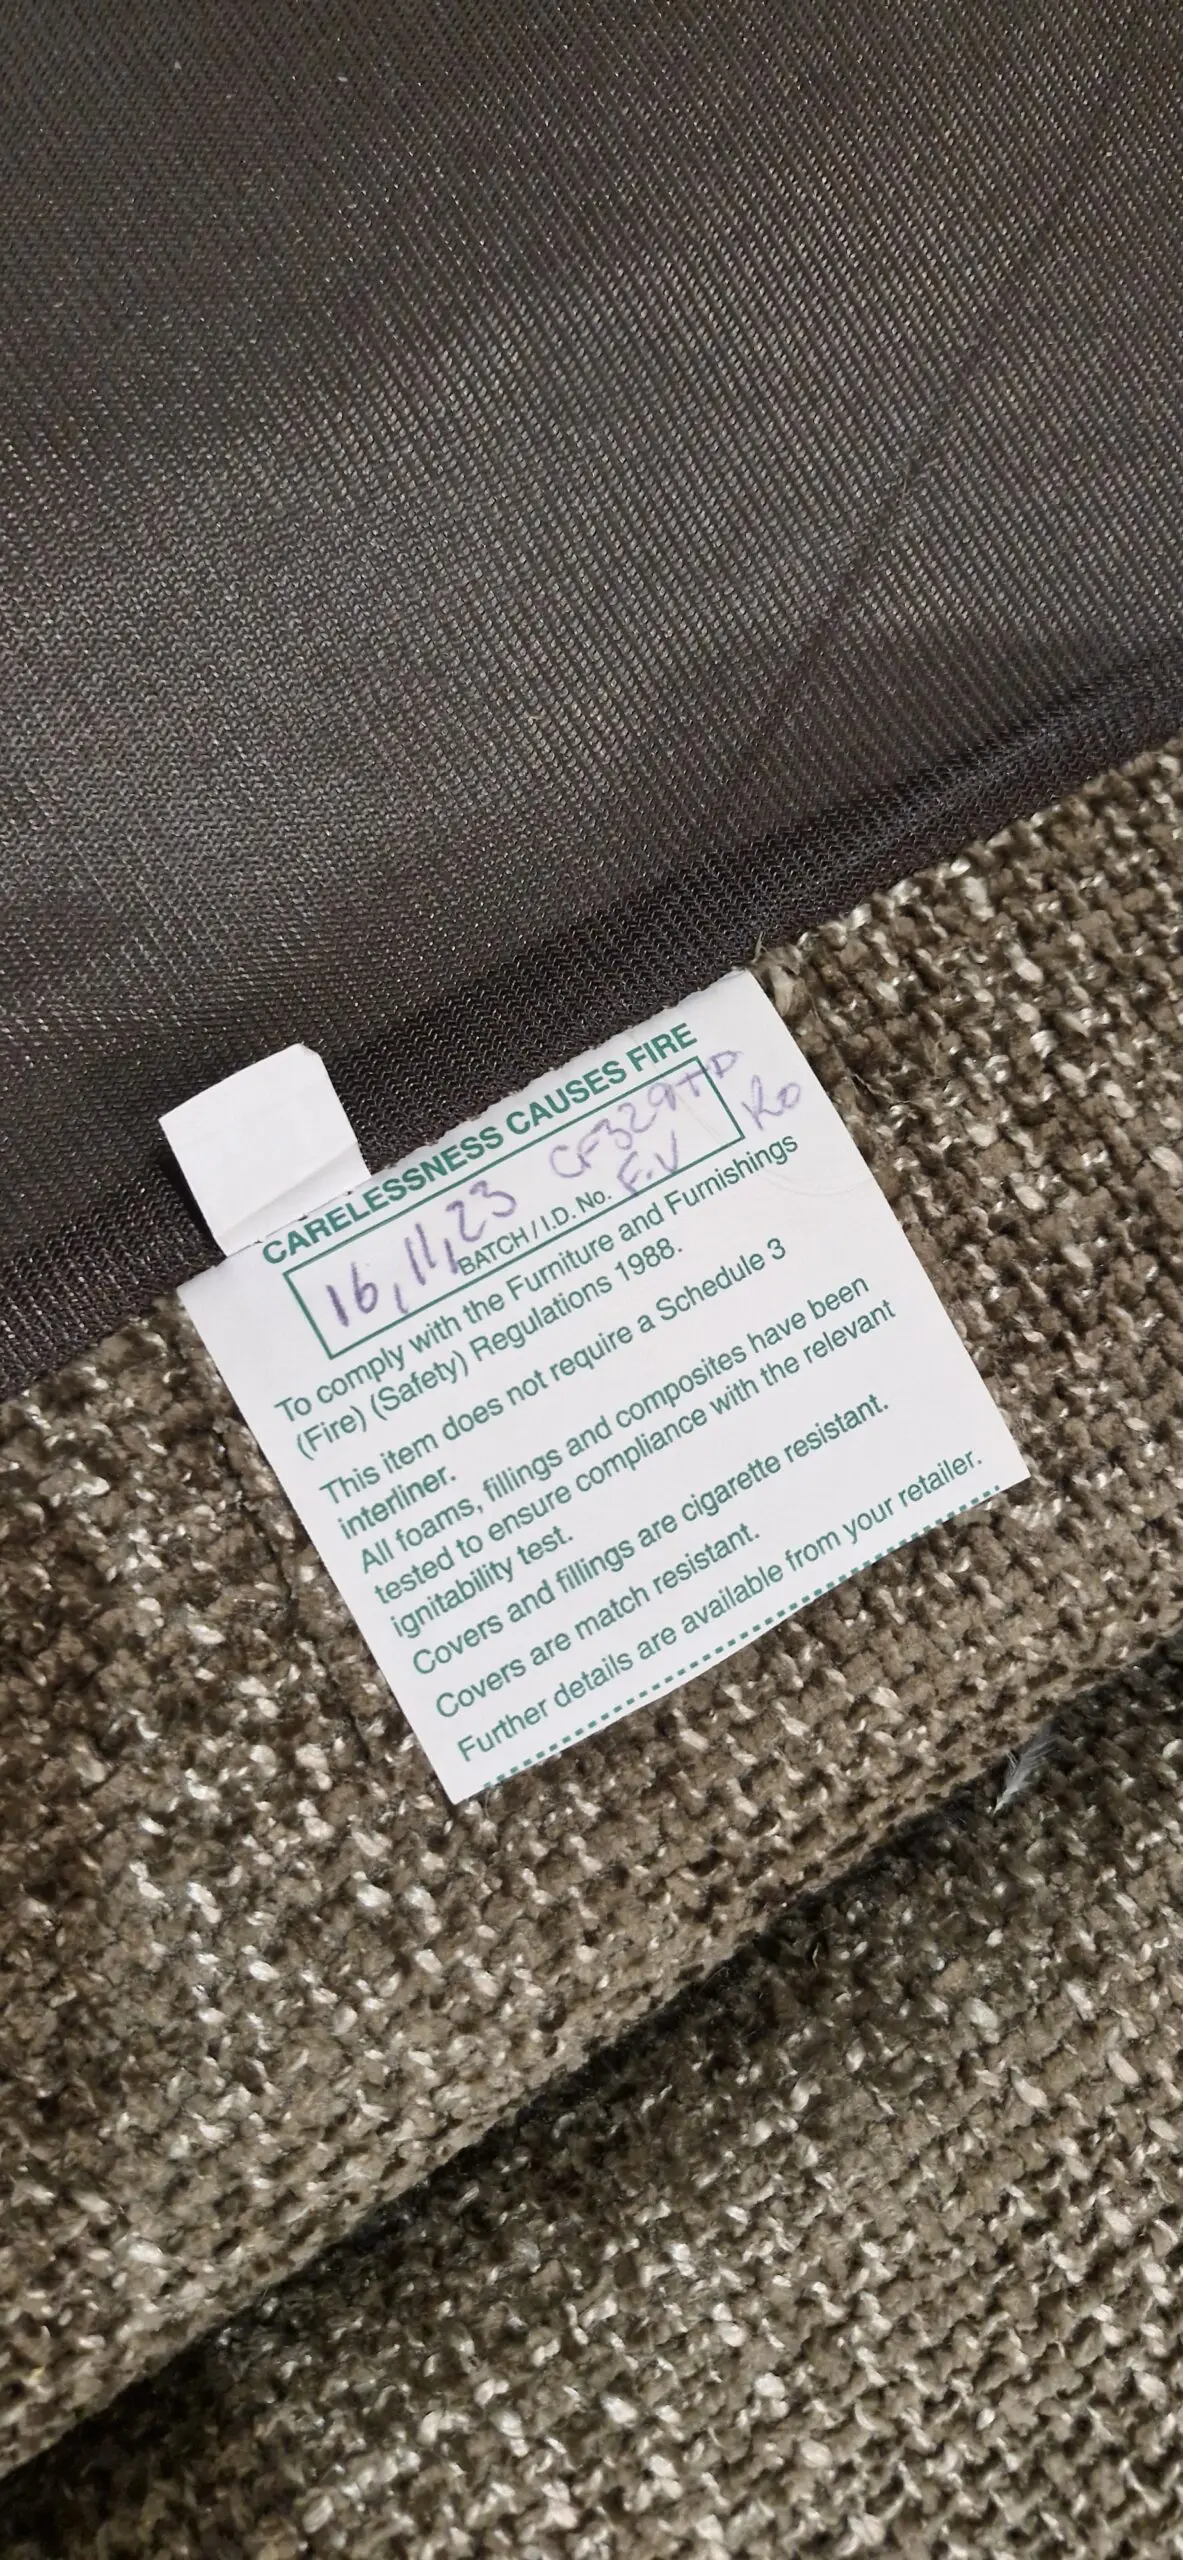 CARELESSNESS CAUSES FIRE
16,11,23 CF329TD
F.V Ro
BATCH / I.D. No.
To comply with the Furniture and Furnishings
(Fire) (Safety) Regulations 1988.
This item does not require a Schedule 3
interliner.
All foams, fillings and composites have been
tested to ensure compliance with the relevant
ignitability test.
Covers and fillings are cigarette resistant.
Covers are match resistant.
Further details are available from your retailer.